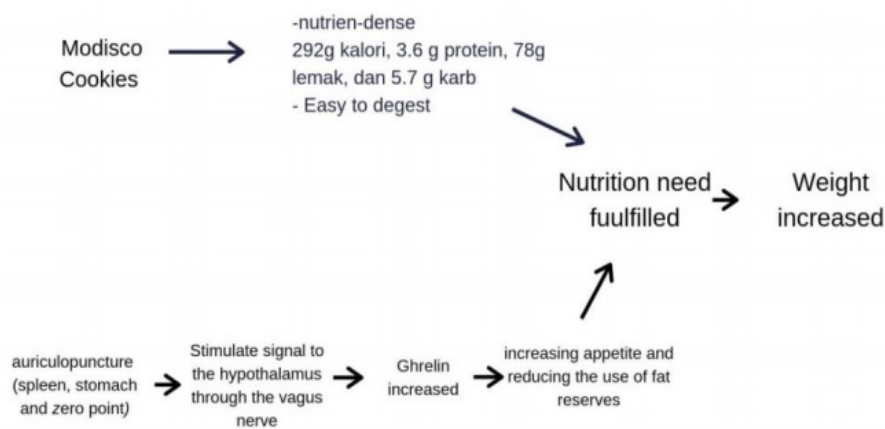 Modisco
Cookies
-nutrien-dense
292g kalori, 3.6 g protein, 78g
lemak, dan 5.7 g karb
- Easy to degest
Nutrition need
fuulfilled
Weight
increased
auriculopuncture
(spleen, stomach
and zero point)
Stimulate signal to
the hypothalamus
through the vagus
nerve
Ghrelin
increased
increasing appetite and
reducing the use of fat
reserves